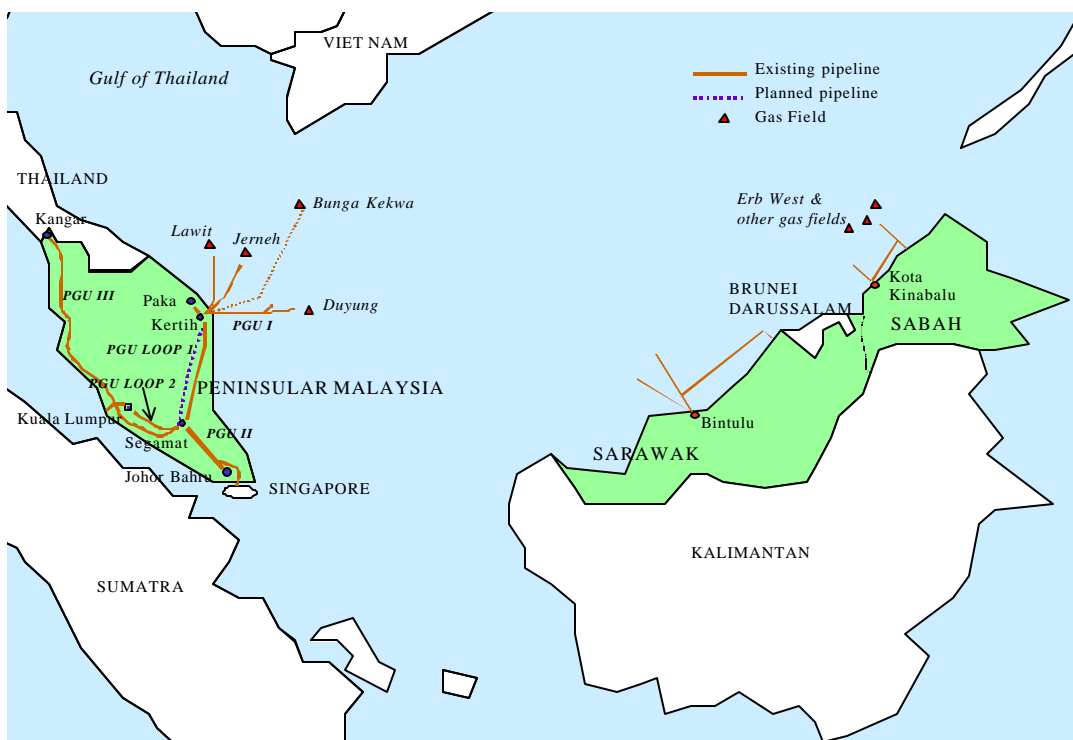 VIET NAM
Gulf of Thailand
Existing pipeline
Planned pipeline
Gas Field
THAILAND
Kangar
Bunga Kekwa
Lawit
Jerneh
Erb West &
other gas fields
PGU III
Paka
Kertih
PGU I
Duyung
BRUNEI
DARUSSALAM
Kota
Kinabalu
SABAH
PGU LOOP 1
PGU LOOP 2
PENINSULAR MALAYSIA
Kuala Lumpur
Segamat
PGU II
Bintulu
SARAWAK
Johor Bahru
SINGAPORE
KALIMANTAN
SUMATRA